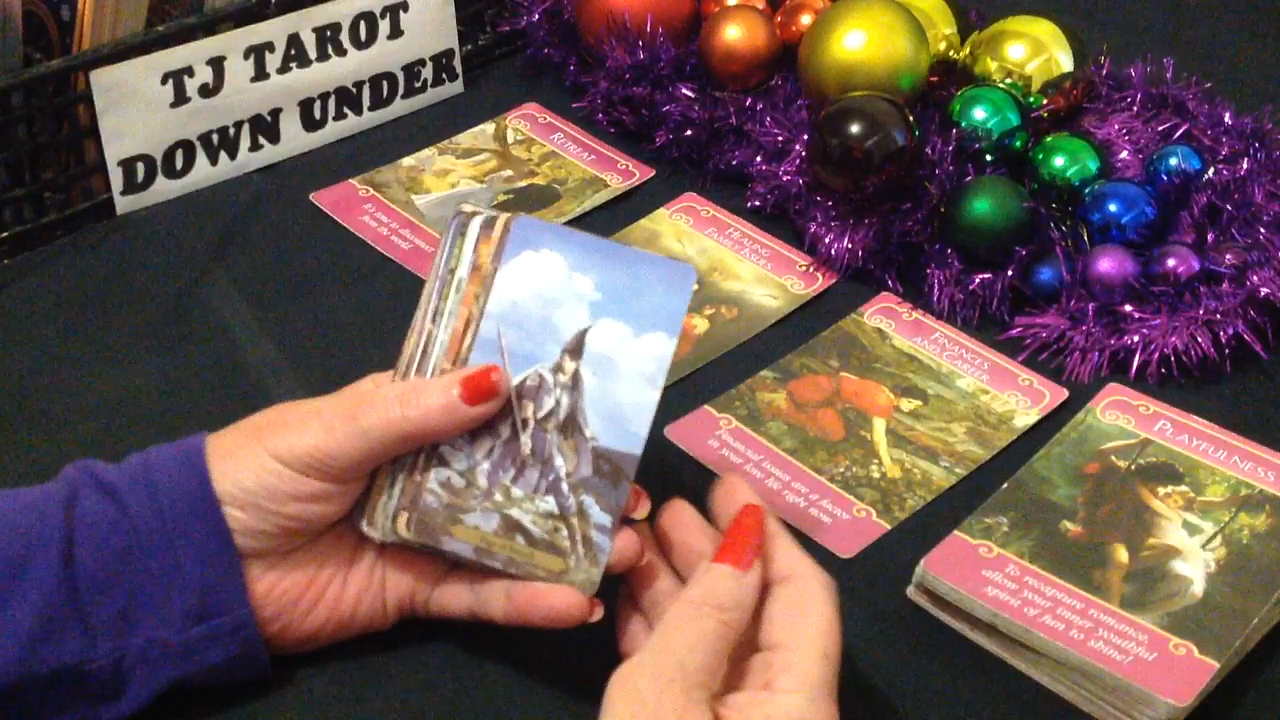 TJ TAROT
DOWN UNDER
RETREAT
It's time to disconnect
from the world.
HEALING
FAMILY ISSUES
FINANCES
AND CAREER
Financial issues are a factor
in your love life right now.
PLAYFULNESS
To recapture romance,
allow your inner youthful
spirit of fun to shine!